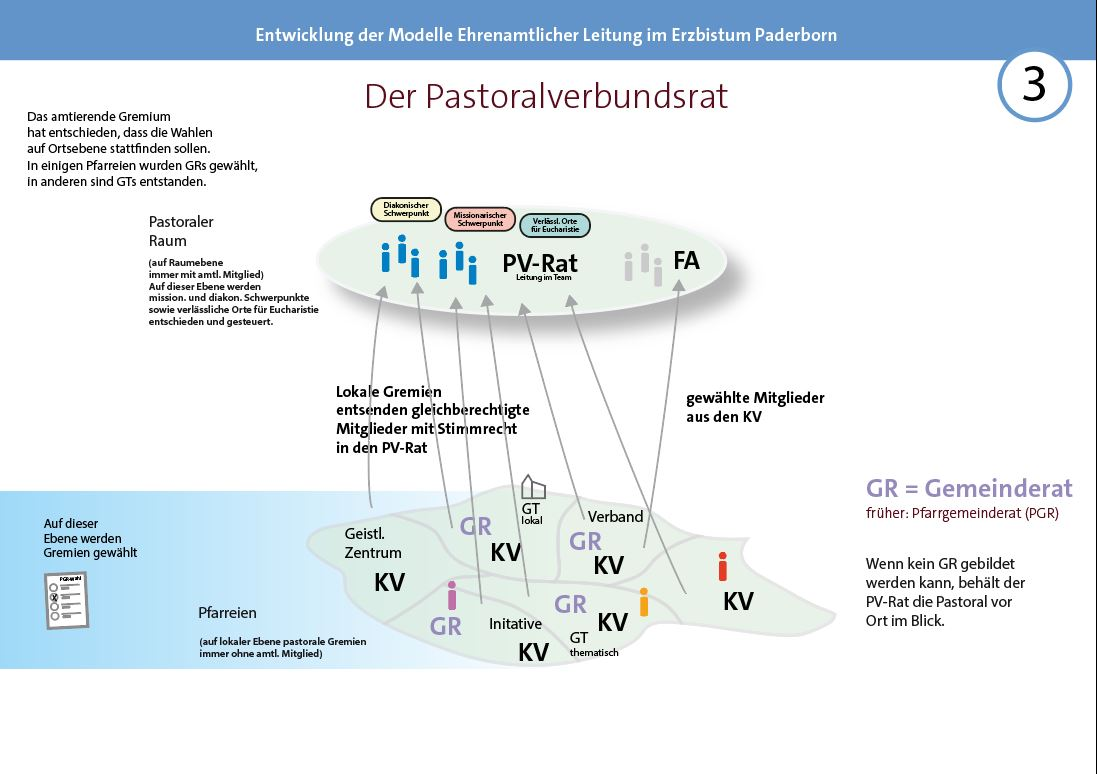 Entwicklung der Modelle Ehrenamtlicher Leitung im Erzbistum Paderborn
3
Der Pastoralverbundsrat
Das amtierende Gremium
hat entschieden, dass die Wahlen
auf Ortsebene stattfinden sollen.
In einigen Pfarreien wurden GRs gewählt,
in anderen sind GTs entstanden.
Pastoraler
Raum
(auf Raumebene
immer mit amtl. Mitglied)
Auf dieser Ebene werden
mission. und diakon. Schwerpunkte
sowie verlässliche Orte für Eucharistie
entschieden und gesteuert.
Diakonischer
Schwerpunkt
Missionarischer
Schwerpunkt
Verlässl. Orte
für Eucharistie
PV-Rat
Leitung im Team
FA
Lokale Gremien
entsenden gleichberechtigte
Mitglieder mit Stimmrecht
in den PV-Rat
gewählte Mitglieder
aus den KV
GR = Gemeinderat
früher: Pfarrgemeinderat (PGR)
Wenn kein GR gebildet
werden kann, behält der
PV-Rat die Pastoral vor
Ort im Blick.
Auf dieser
Ebene werden
Gremien gewählt
PGR-wahl
X
Pfarreien
(auf lokaler Ebene pastorale Gremien
immer ohne amtl. Mitglied)
Geistl.
Zentrum
KV
GR
KV
GT
lokal
Verband
GR
KV
KV
GR
Initative
KV
GR
KV
GT
thematisch